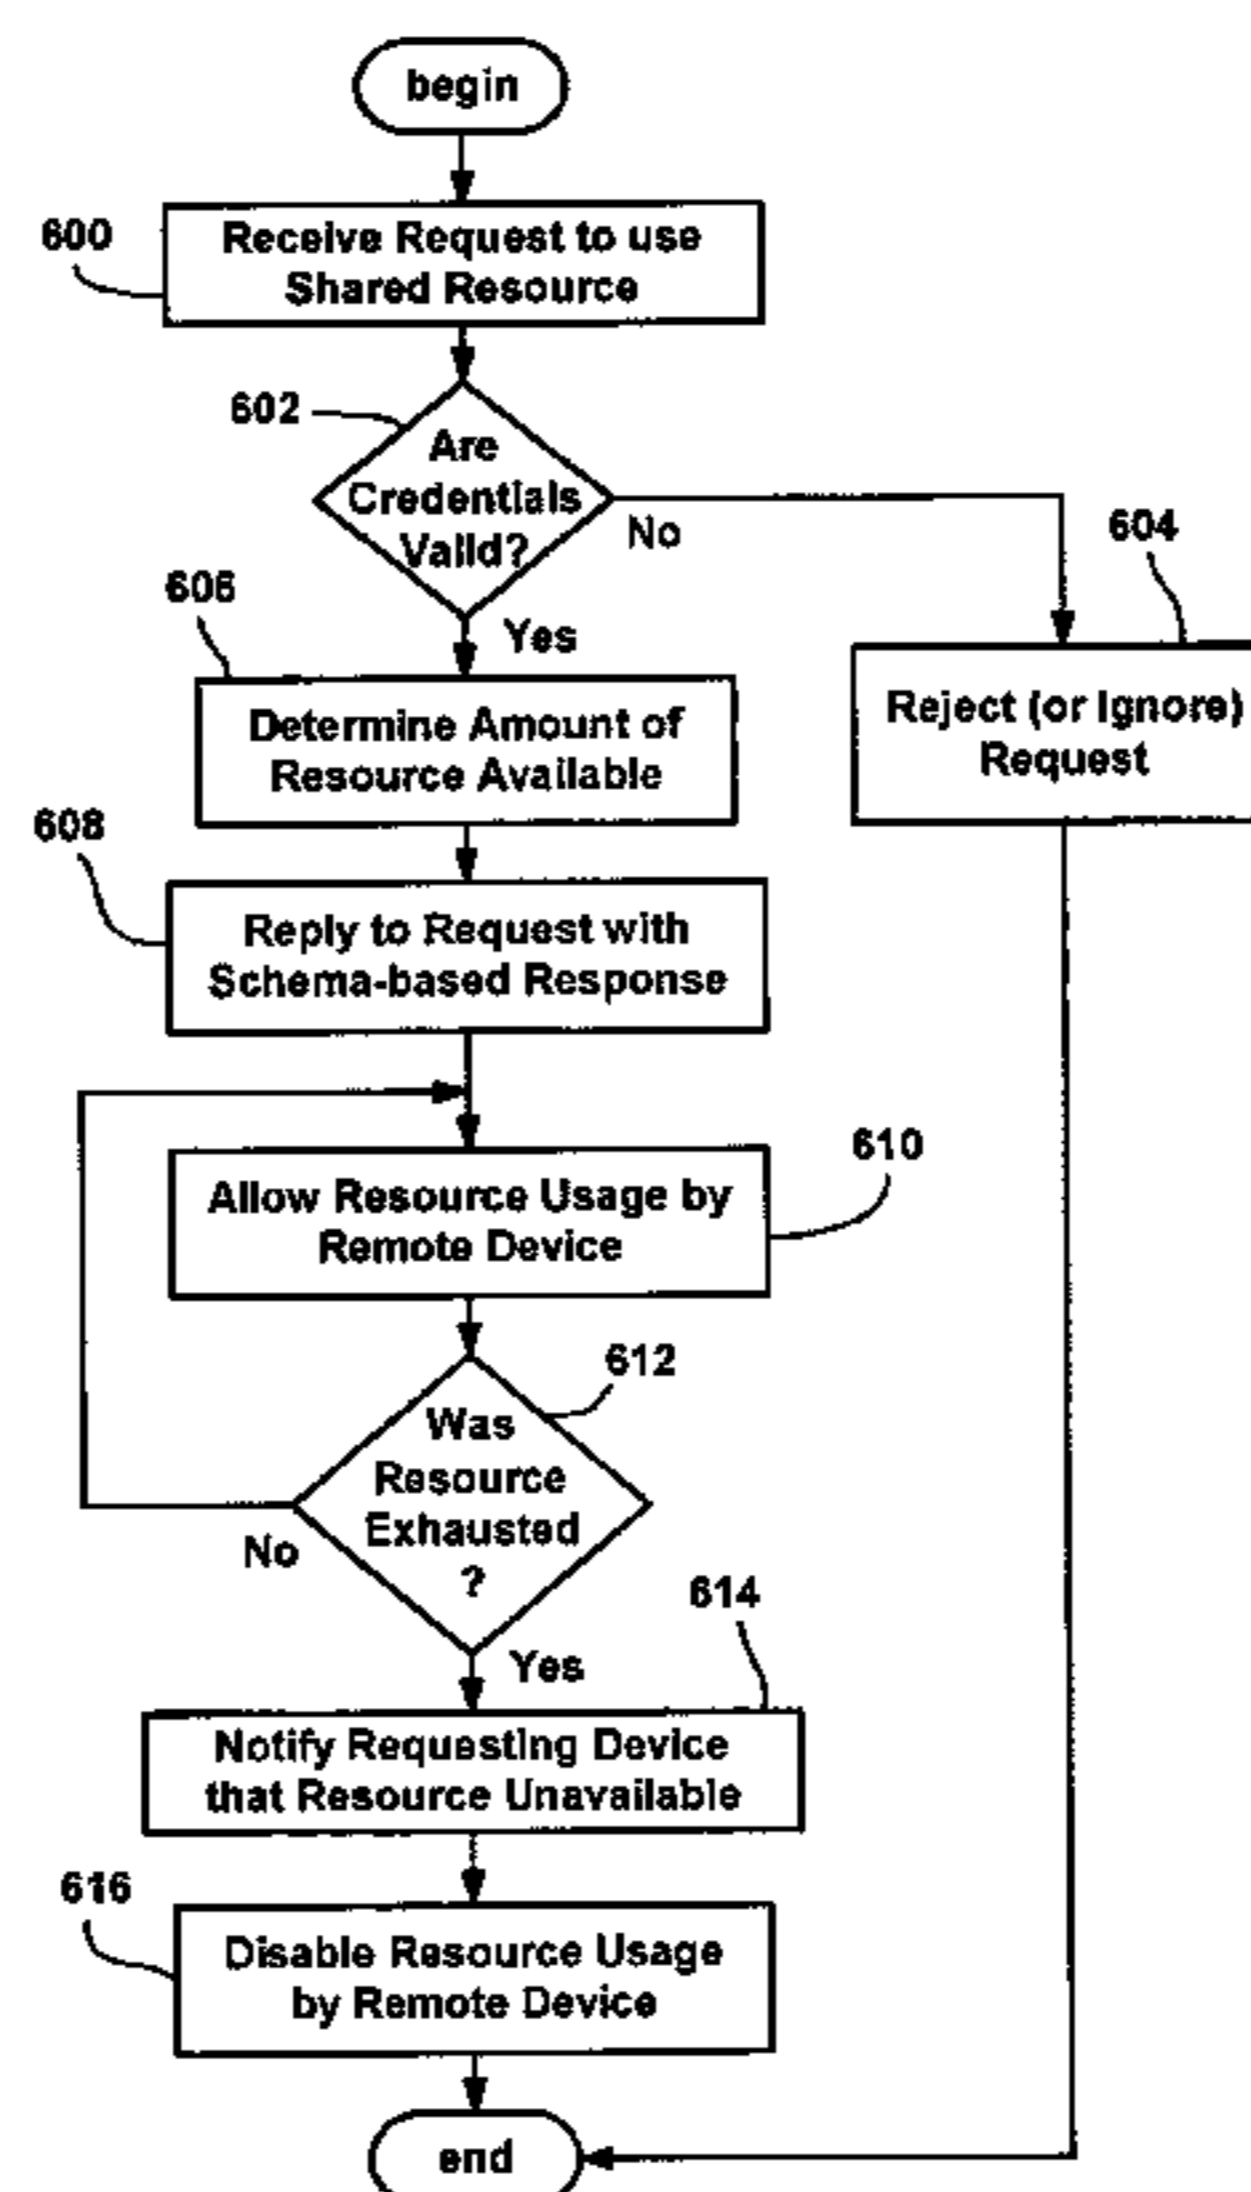 begin
600
Receive Request to use
Shared Resource
602
Are
Credentials
Valid?
No
604
606
Yes
Determine Amount of
Resource Available
Reject (or Ignore)
Request
608
Reply to Request with
Schema-based Response
610
Allow Resource Usage by
Remote Device
612
Was
Resource
Exhausted
?
No
614
Yes
Notify Requesting Device
that Resource Unavailable
616
Disable Resource Usage
by Remote Device
end